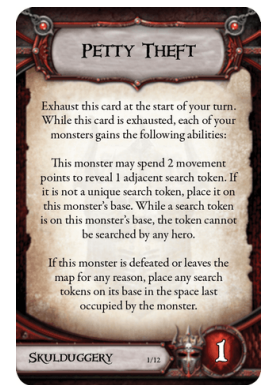 Petty Theft
Exhaust this card at the start of your turn.
While this card is exhausted, each of your
monsters gains the following abilities:
This monster may spend 2 movement
points to reveal 1 adjacent search token. If
it is not a unique search token, place it on
this monster's base. While a search token
is on this monster's base, the token cannot
be searched by any hero.
If this monster is defeated or leaves the
map for any reason, place any search
tokens on its base in the space last
occupied by the monster.
Skulduggery
1/12
1